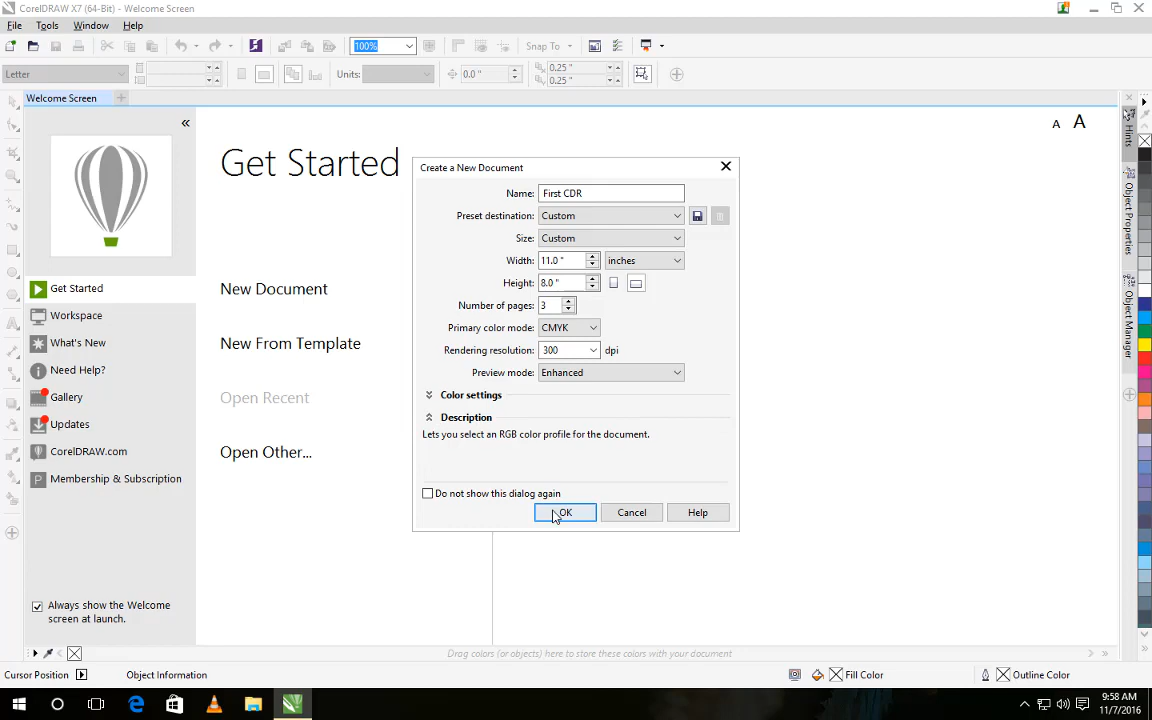 CorelDRAW X7 (64-Bit) - Welcome Screen
File Tools Window Help
100% Snap To
Letter Units: 0.0 " 0.25 "
0.25 "
Welcome Screen
A A
Get Started
Create a New Document
Name: First CDR
Preset destination: Custom
Size: Custom
Width: 11.0 " inches
Height: 8.0 "
Number of pages: 3
Primary color mode: CMYK
Rendering resolution: 300 dpi
Preview mode: Enhanced
Color settings
Description
Lets you select an RGB color profile for the document.
Do not show this dialog again
OK Cancel Help
Get Started
Workspace
What's New
Need Help?
Gallery
Updates
CorelDRAW.com
Membership & Subscription
New Document
New From Template
Open Recent
Open Other...
Always show the Welcome
screen at launch.
Hints
Object Properties
Object Manager
Drag colors (or objects) here to store these colors with your document
Cursor Position Object Information Fill Color Outline Color
9:58 AM
11/7/2016